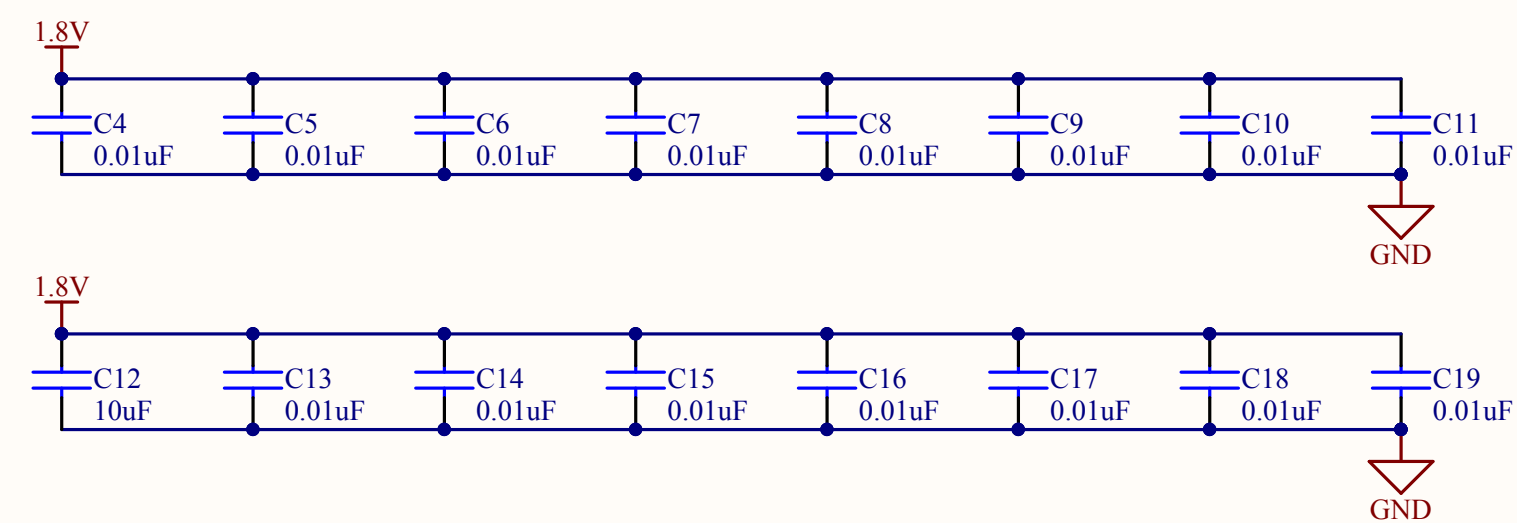 1.8V
C4 C5 C6 C7 C8 C9 C10 C11
0.01uF 0.01uF 0.01uF 0.01uF 0.01uF 0.01uF 0.01uF 0.01uF
GND
1.8V
C12 C13 C14 C15 C16 C17 C18 C19
10uF 0.01uF 0.01uF 0.01uF 0.01uF 0.01uF 0.01uF 0.01uF
GND